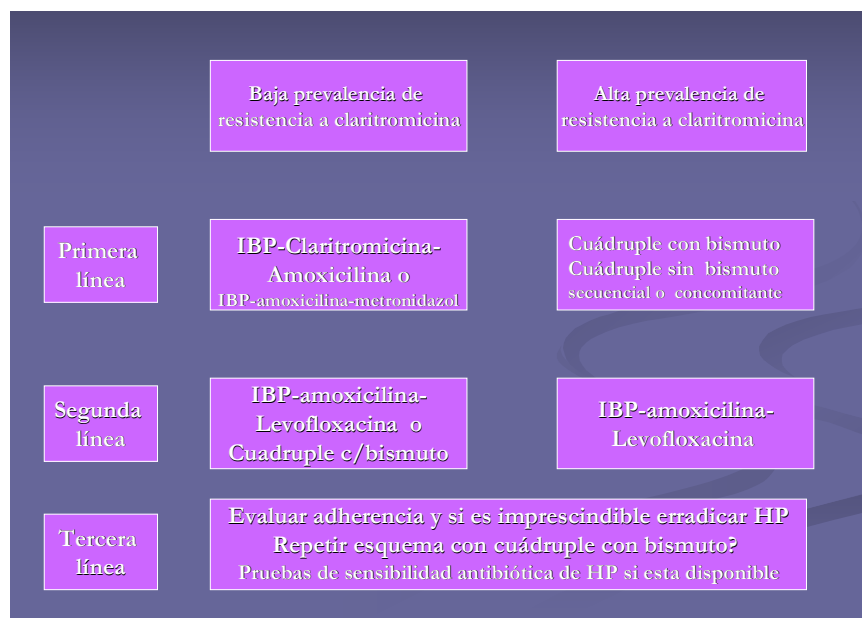 Baja prevalencia de
resistencia a claritromicina
Alta prevalencia de
resistencia a claritromicina
Primera
línea
IBP-Claritromicina-
Amoxicilina o
IBP-amoxicilina-metronidazol
Cuádruple con bismuto
Cuádruple sin bismuto
secuencial o concomitante
Segunda
línea
IBP-amoxicilina-
Levofloxacina o
Cuadruple c/bismuto
IBP-amoxicilina-
Levofloxacina
Tercera
línea
Evaluar adherencia y si es imprescindible erradicar HP
Repetir esquema con cuádruple con bismuto?
Pruebas de sensibilidad antibiótica de HP si esta disponible